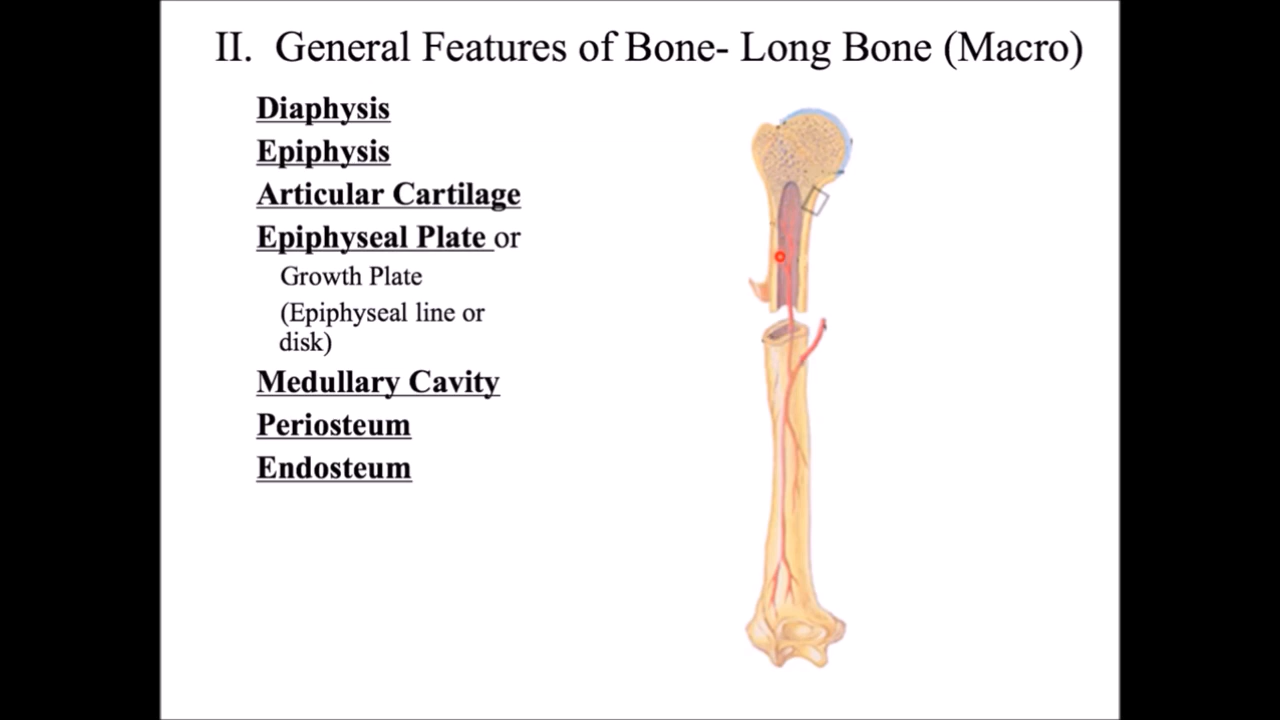 II. General Features of Bone- Long Bone (Macro)
Diaphysis
Epiphysis
Articular Cartilage
Epiphyseal Plate or
Growth Plate
(Epiphyseal line or
disk)
Medullary Cavity
Periosteum
Endosteum